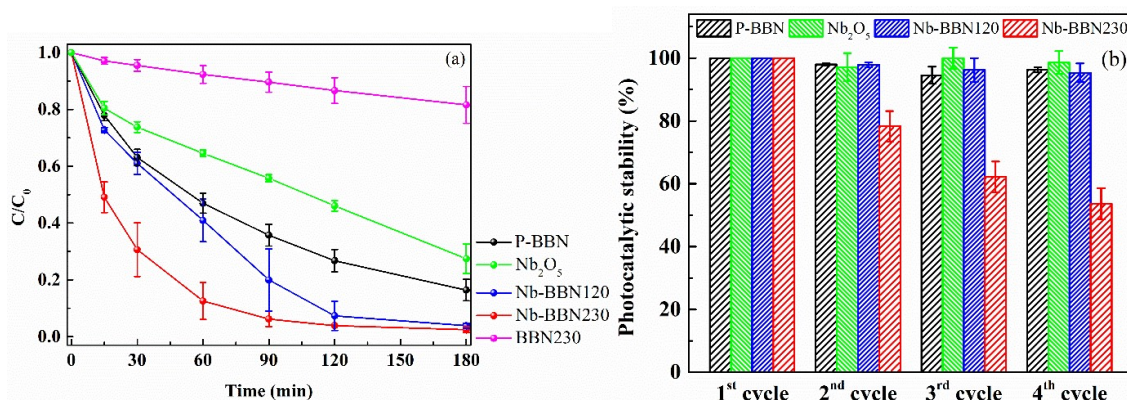 (a)
C/C₀
1.0
0.8
0.6
0.4
0.2
0.0
0 30 60 90 120 150 180
Time (min)
P-BBN
Nb₂O₅
Nb-BBN120
Nb-BBN230
BBN230
P-BBN Nb₂O₅ Nb-BBN120 Nb-BBN230
(b)
Photocatalytic stability (%)
100
80
60
40
20
0
1ˢᵗ cycle 2ⁿᵈ cycle 3ʳᵈ cycle 4ᵗʰ cycle